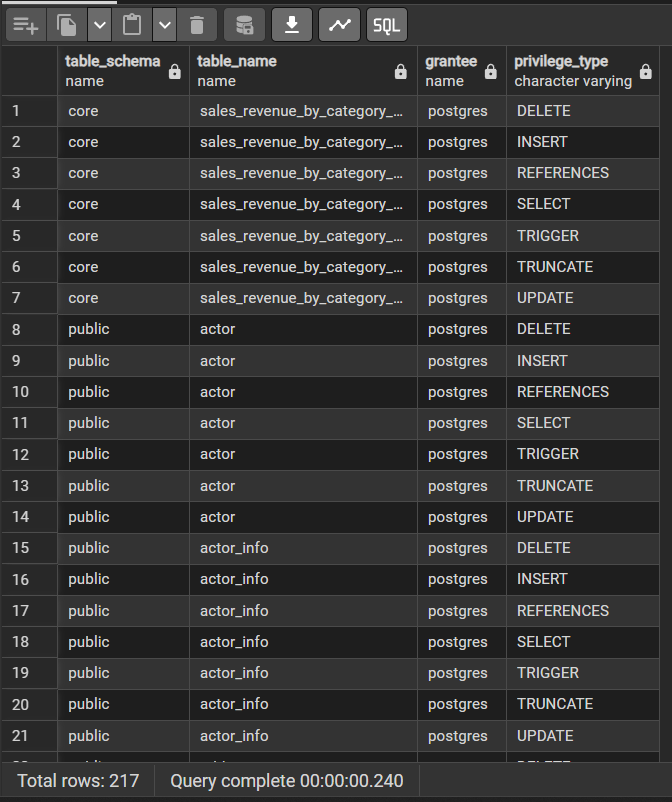 SQL
table_schema table_name grantee privilege_type
name name name character varying
1 core sales_revenue_by_category_... postgres DELETE
2 core sales_revenue_by_category_... postgres INSERT
3 core sales_revenue_by_category_... postgres REFERENCES
4 core sales_revenue_by_category_... postgres SELECT
5 core sales_revenue_by_category_... postgres TRIGGER
6 core sales_revenue_by_category_... postgres TRUNCATE
7 core sales_revenue_by_category_... postgres UPDATE
8 public actor postgres DELETE
9 public actor postgres INSERT
10 public actor postgres REFERENCES
11 public actor postgres SELECT
12 public actor postgres TRIGGER
13 public actor postgres TRUNCATE
14 public actor postgres UPDATE
15 public actor_info postgres DELETE
16 public actor_info postgres INSERT
17 public actor_info postgres REFERENCES
18 public actor_info postgres SELECT
19 public actor_info postgres TRIGGER
20 public actor_info postgres TRUNCATE
21 public actor_info postgres UPDATE
Total rows: 217 Query complete 00:00:00.240